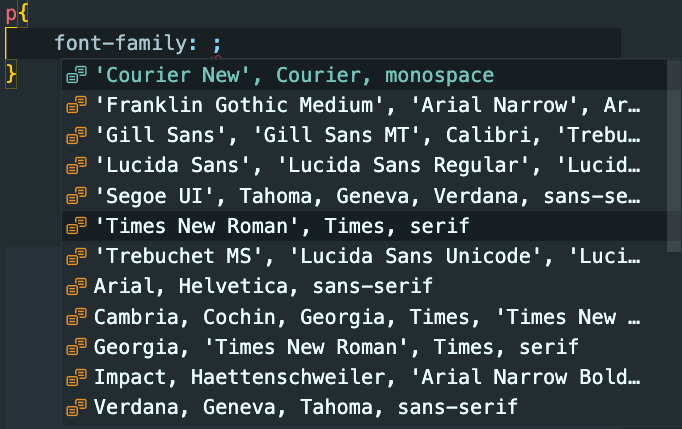 p{
font-family: ;
}
'Courier New', Courier, monospace
'Franklin Gothic Medium', 'Arial Narrow', Ar…
'Gill Sans', 'Gill Sans MT', Calibri, 'Trebu…
'Lucida Sans', 'Lucida Sans Regular', 'Lucid…
'Segoe UI', Tahoma, Geneva, Verdana, sans-se…
'Times New Roman', Times, serif
'Trebuchet MS', 'Lucida Sans Unicode', 'Luci…
Arial, Helvetica, sans-serif
Cambria, Cochin, Georgia, Times, 'Times New …
Georgia, 'Times New Roman', Times, serif
Impact, Haettenschweiler, 'Arial Narrow Bold…
Verdana, Geneva, Tahoma, sans-serif